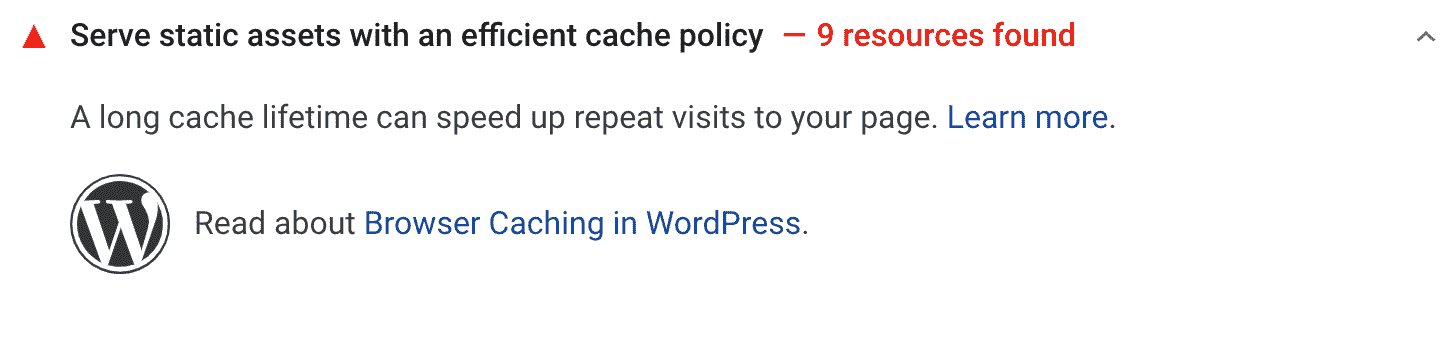 Serve static assets with an efficient cache policy — 9 resources found
A long cache lifetime can speed up repeat visits to your page. Learn more.
Read about Browser Caching in WordPress.